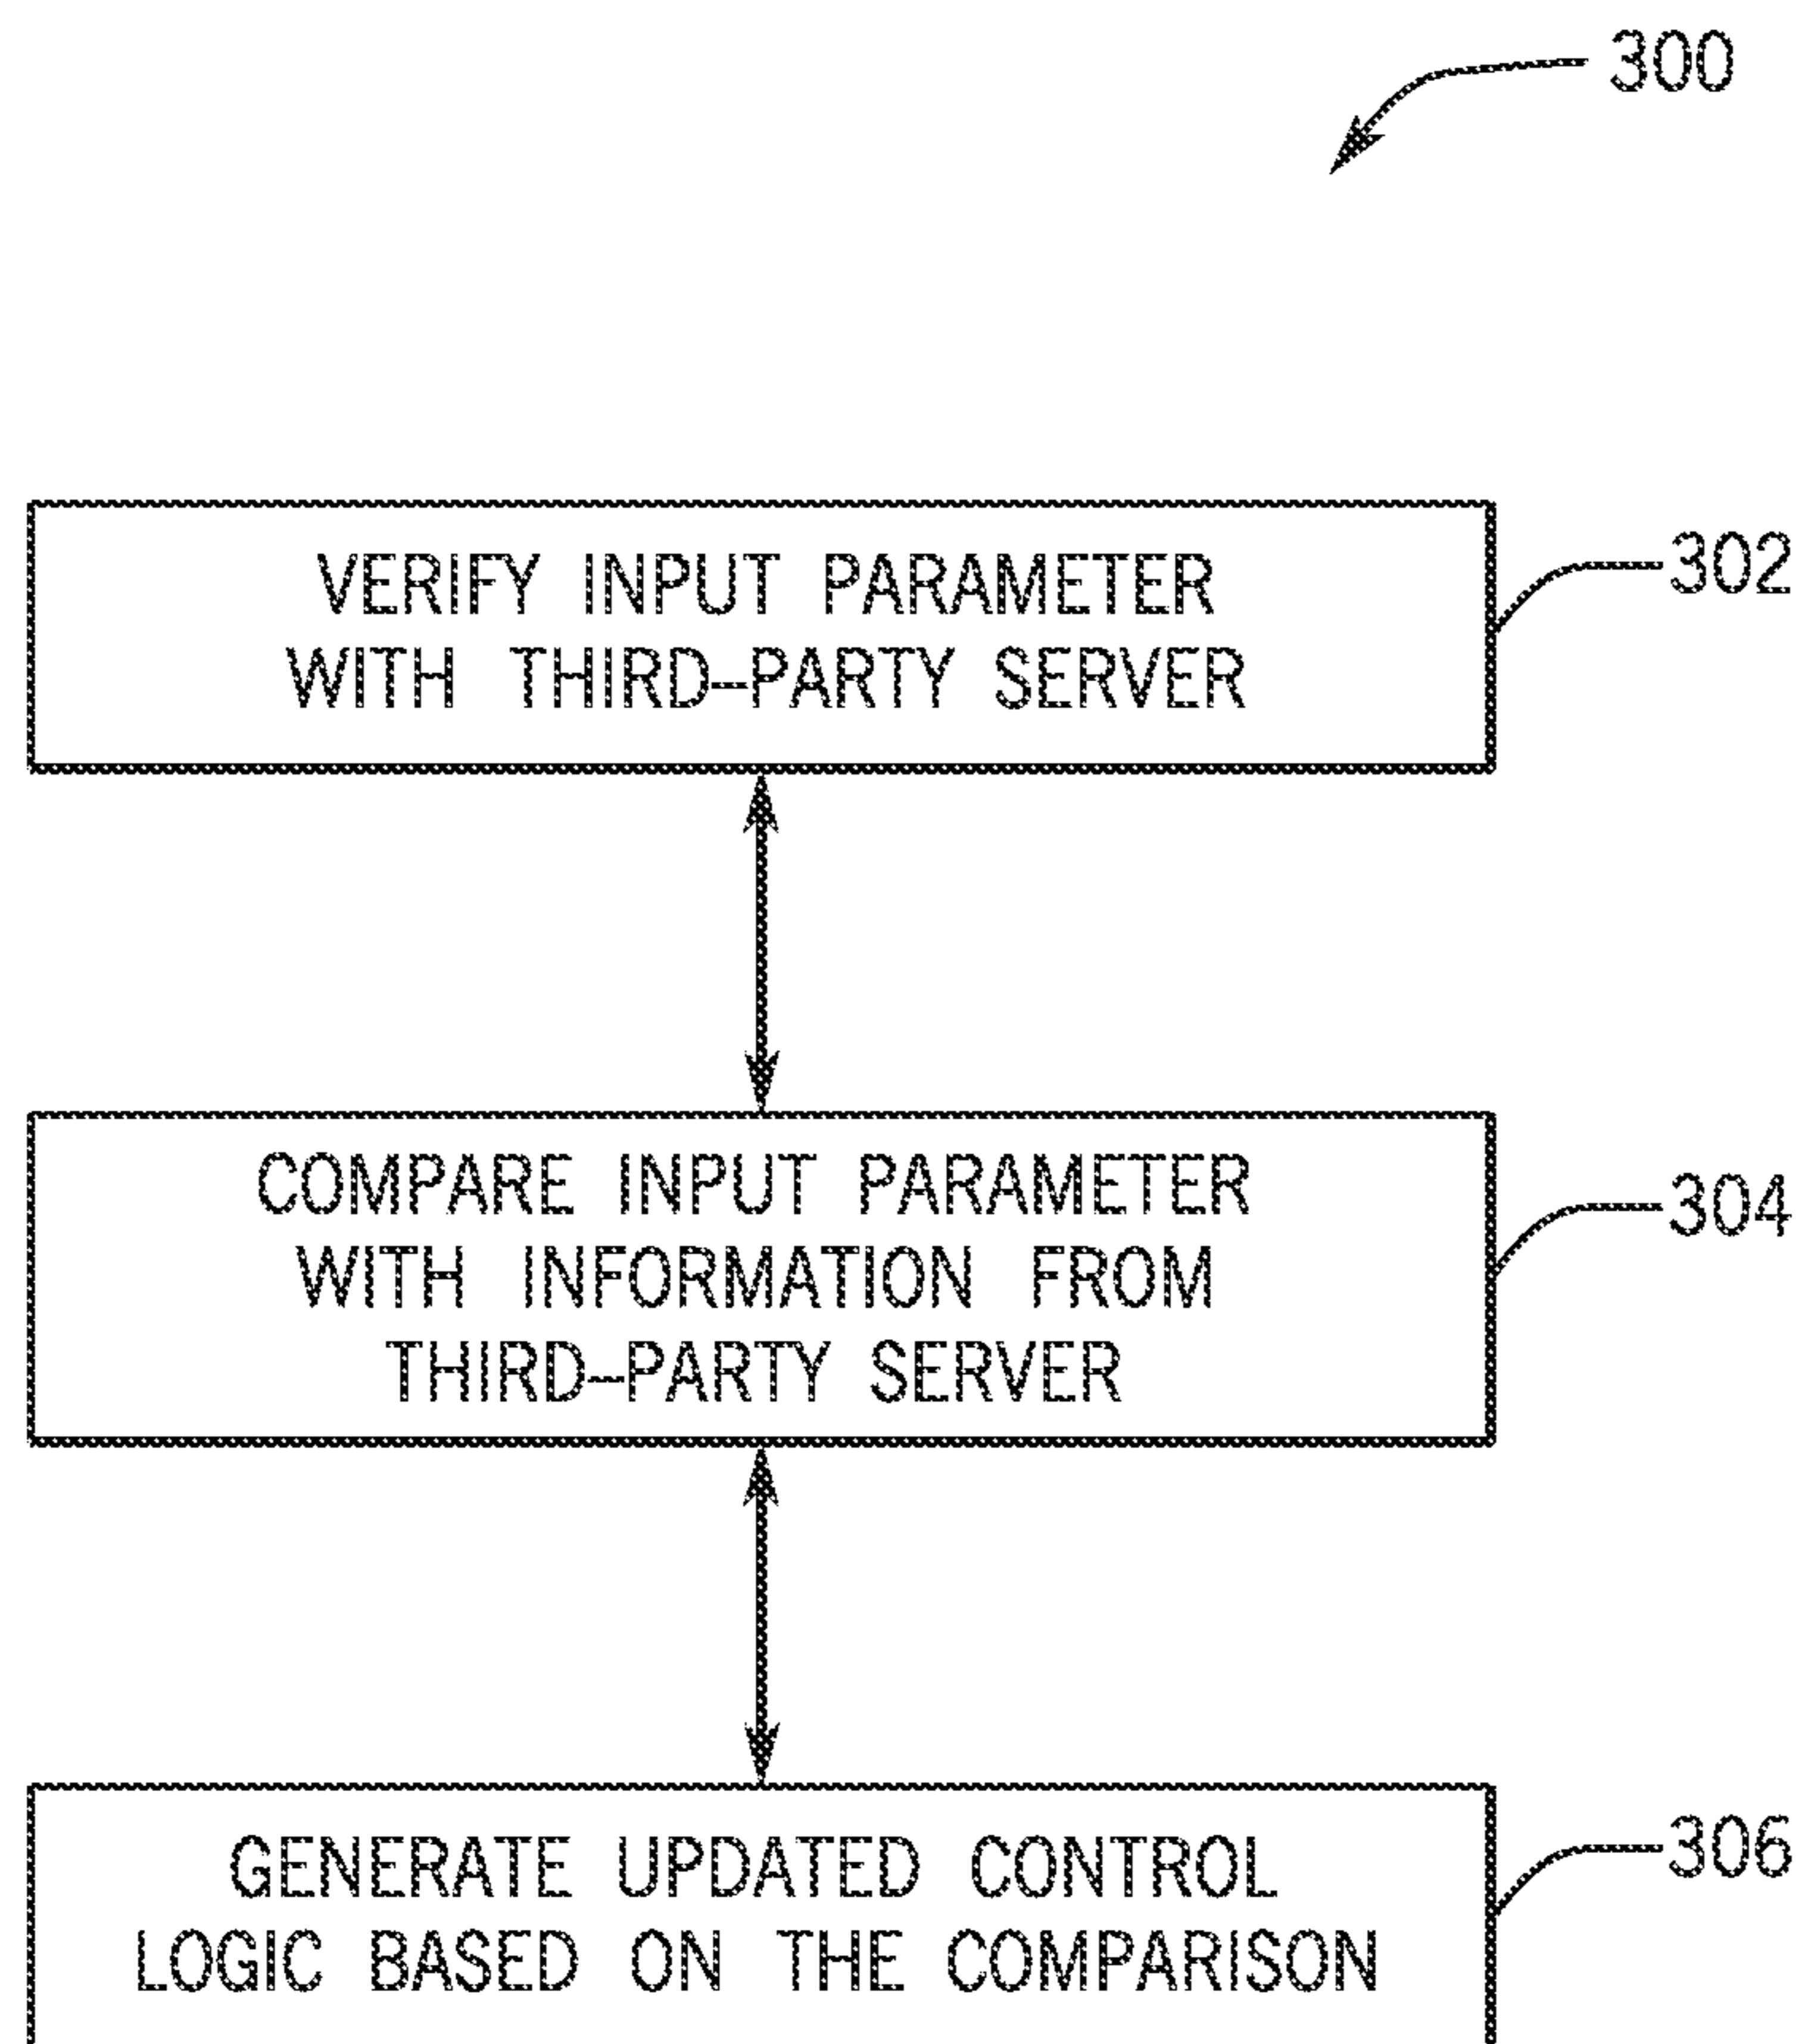 300
VERIFY INPUT PARAMETER
WITH THIRD-PARTY SERVER
302
COMPARE INPUT PARAMETER
WITH INFORMATION FROM
THIRD-PARTY SERVER
304
GENERATE UPDATED CONTROL
LOGIC BASED ON THE COMPARISON
306